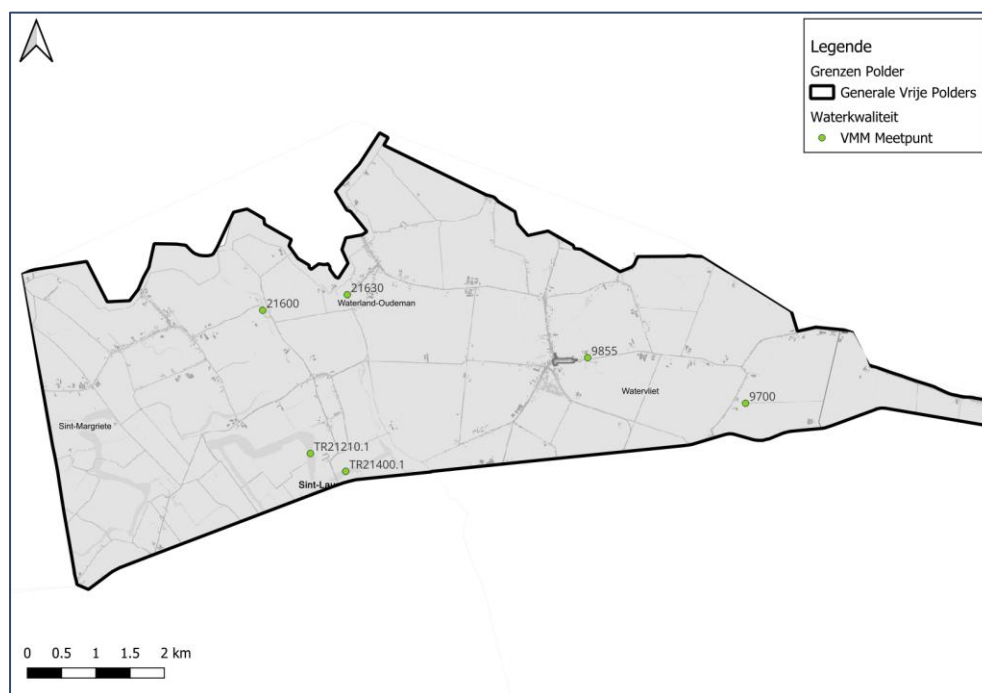 Legende
Grenzen Polder
Generale Vrije Polders
Waterkwaliteit
VMM Meetpunt
21630
21600
Waterland-Oudeman
9855
Watervliet
9700
Sint-Margriete
TR21210.1
TR21400.1
0 0.5 1 1.5 2 km